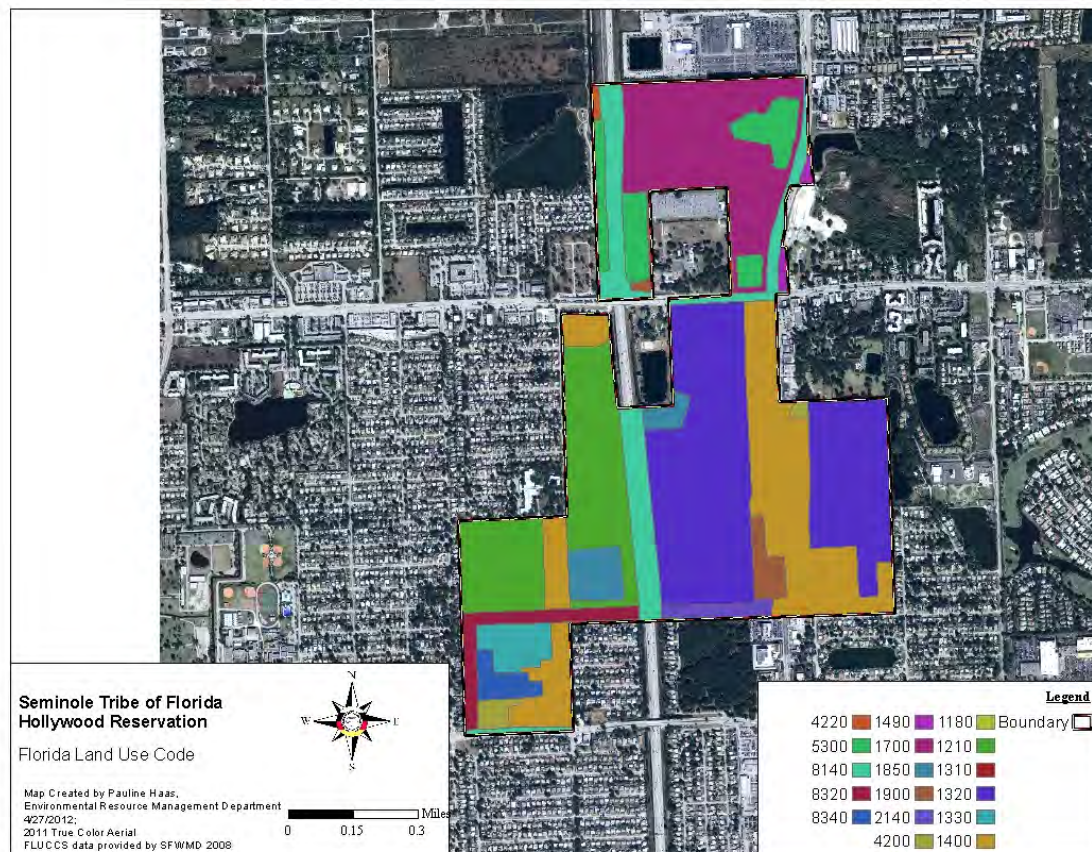 Seminole Tribe of Florida
Hollywood Reservation
Florida Land Use Code
N
W E
S
Map Created by Pauline Haas,
Environmental Resource Management Department
4/27/2012;
2011 True Color Aerial
FLUCCS data provided by SFWMD 2008
Miles
0 0.15 0.3
Legend
4220 1490 1180 Boundary
5300 1700 1210
8140 1850 1310
8320 1900 1320
8340 2140 1330
4200 1400